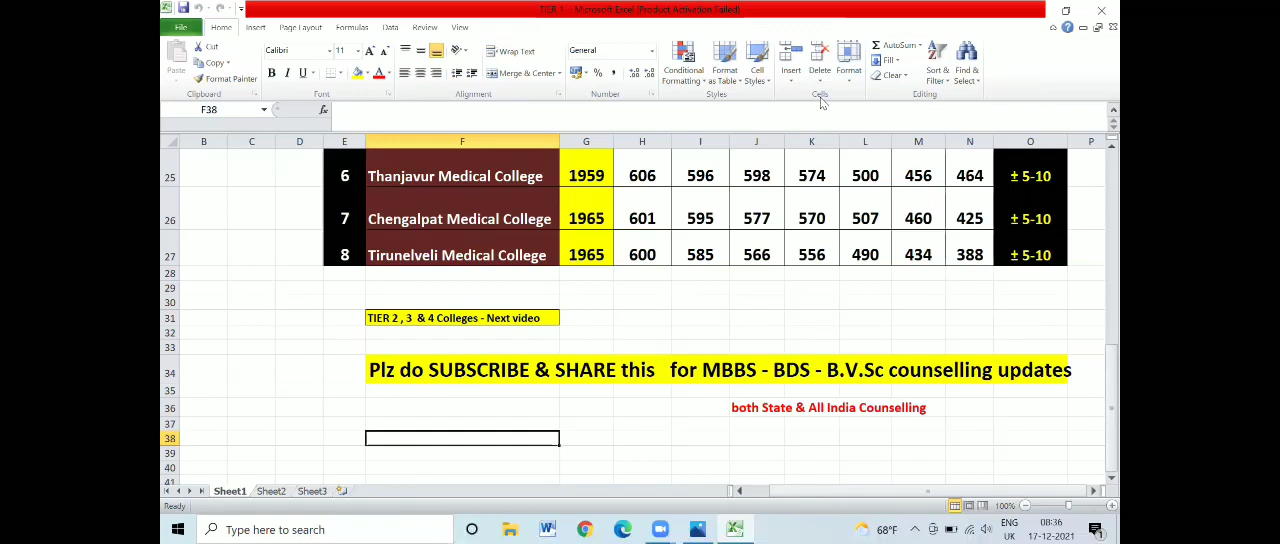 TIER 1 - Microsoft Excel (Product Activation Failed)
File Home Insert Page Layout Formulas Data Review View
Paste Cut Copy Format Painter Clipboard
Calibri 11 B I U Font
Wrap Text Merge & Center Alignment
General % , Number
Conditional Formatting Format as Table Cell Styles Styles
Insert Delete Format Cells
AutoSum Fill Clear Sort & Filter Find & Select Editing
F38 fx
B C D E F G H I J K L M N O P
25 6 Thanjavur Medical College 1959 606 596 598 574 500 456 464 ± 5-10
26 7 Chengalpat Medical College 1965 601 595 577 570 507 460 425 ± 5-10
27 8 Tirunelveli Medical College 1965 600 585 566 556 490 434 388 ± 5-10
28
29
30
31 TIER 2 , 3 & 4 Colleges - Next video
32
33
34 Plz do SUBSCRIBE & SHARE this for MBBS - BDS - B.V.Sc counselling updates
35
36 both State & All India Counselling
37
38
39
40
41
Sheet1 Sheet2 Sheet3
Ready 100%
Type here to search 68°F ENG UK 08:36 17-12-2021